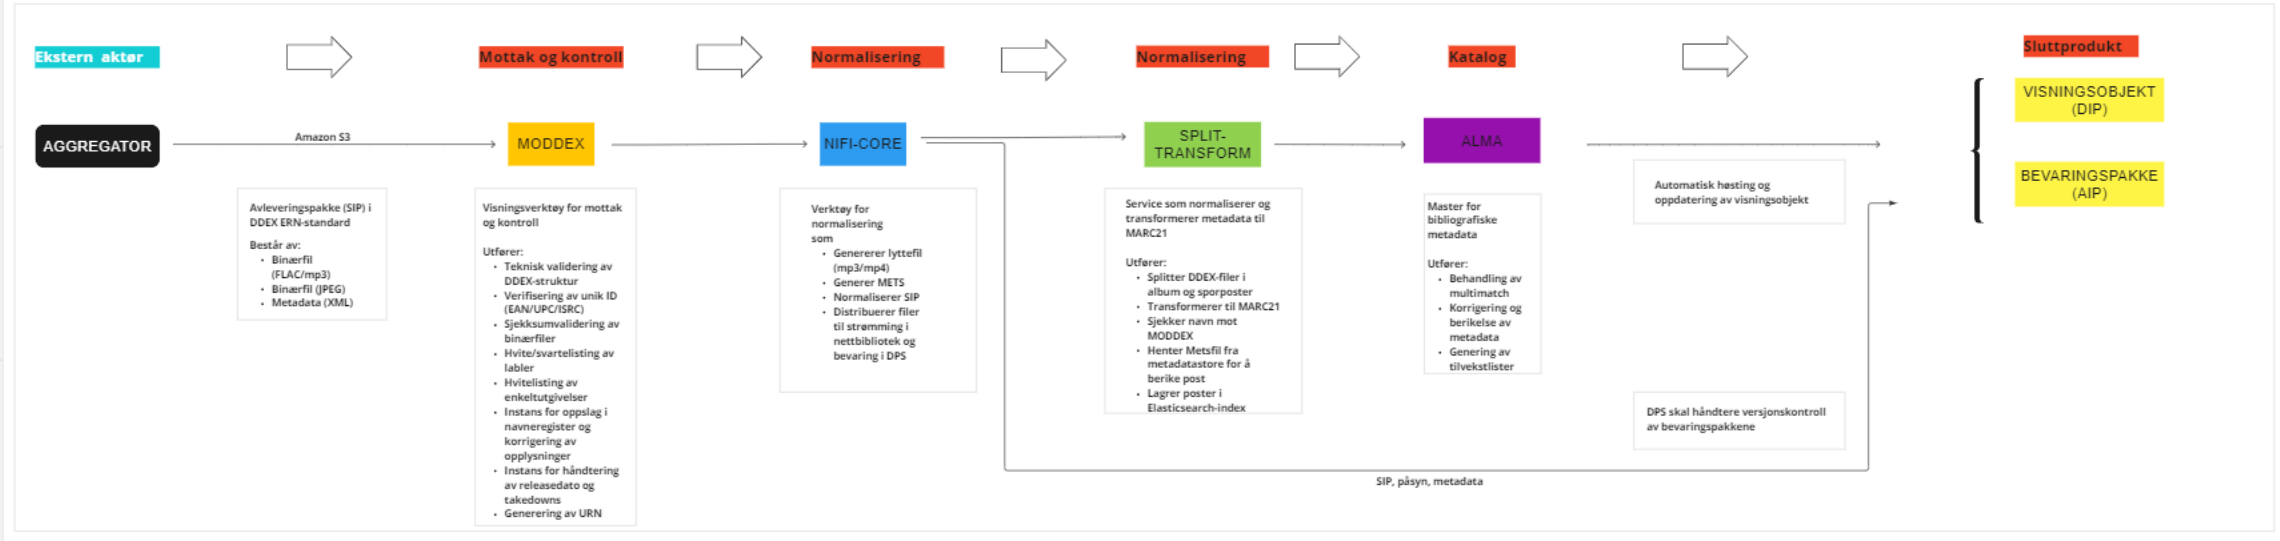 Ekstern aktør
Mottak og kontroll
Normalisering
Normalisering
Katalog
Sluttprodukt
AGGREGATOR
Amazon S3
MODDEX
NIFI-CORE
SPLIT-
TRANSFORM
ALMA
VISNINGSOBJEKT
(DIP)
BEVARINGSPAKKE
(AIP)
Avleveringspakke (SIP) i
DDEX ERN-standard
Består av:
• Binærfil
(FLAC/mp3)
• Binærfil (JPEG)
• Metadata (XML)
Visningsverktøy for mottak
og kontroll
Utfører:
• Teknisk validering av
DDEX-struktur
• Verifisering av unik ID
(EAN/UPC/ISRC)
• Sjekksumvalidering av
binærfiler
• Hvite/svartelisting av
labler
• Hvitelisting av
enkeltutgivelser
• Instans for oppslag i
navneregister og
korrigering av
opplysninger
• Instans for håndtering
av releasedato og
takedowns
• Generering av URN
Verktøy for
normalisering
som
• Genererer lyttefil
(mp3/mp4)
• Generer METS
• Normaliserer SIP
• Distribuerer filer
til strømming i
nettbibliotek og
bevaring i DPS
Service som normaliserer og
transformerer metadata til
MARC21
Utfører:
• Splitter DDEX-filer i
album og sporposter
• Transformerer til MARC21
• Sjekker navn mot
MODDEX
• Henter Metsfil fra
metadatastore for å
berike post
• Lagrer poster i
Elasticsearch-index
Master for
bibliografiske
metadata
Utfører:
• Behandling av
multimatch
• Korrigering og
berikelse av
metadata
• Genering av
tilvekstlister
Automatisk høsting og
oppdatering av visningsobjekt
DPS skal håndtere versjonskontroll
av bevaringspakkene
SIP, påsyn, metadata